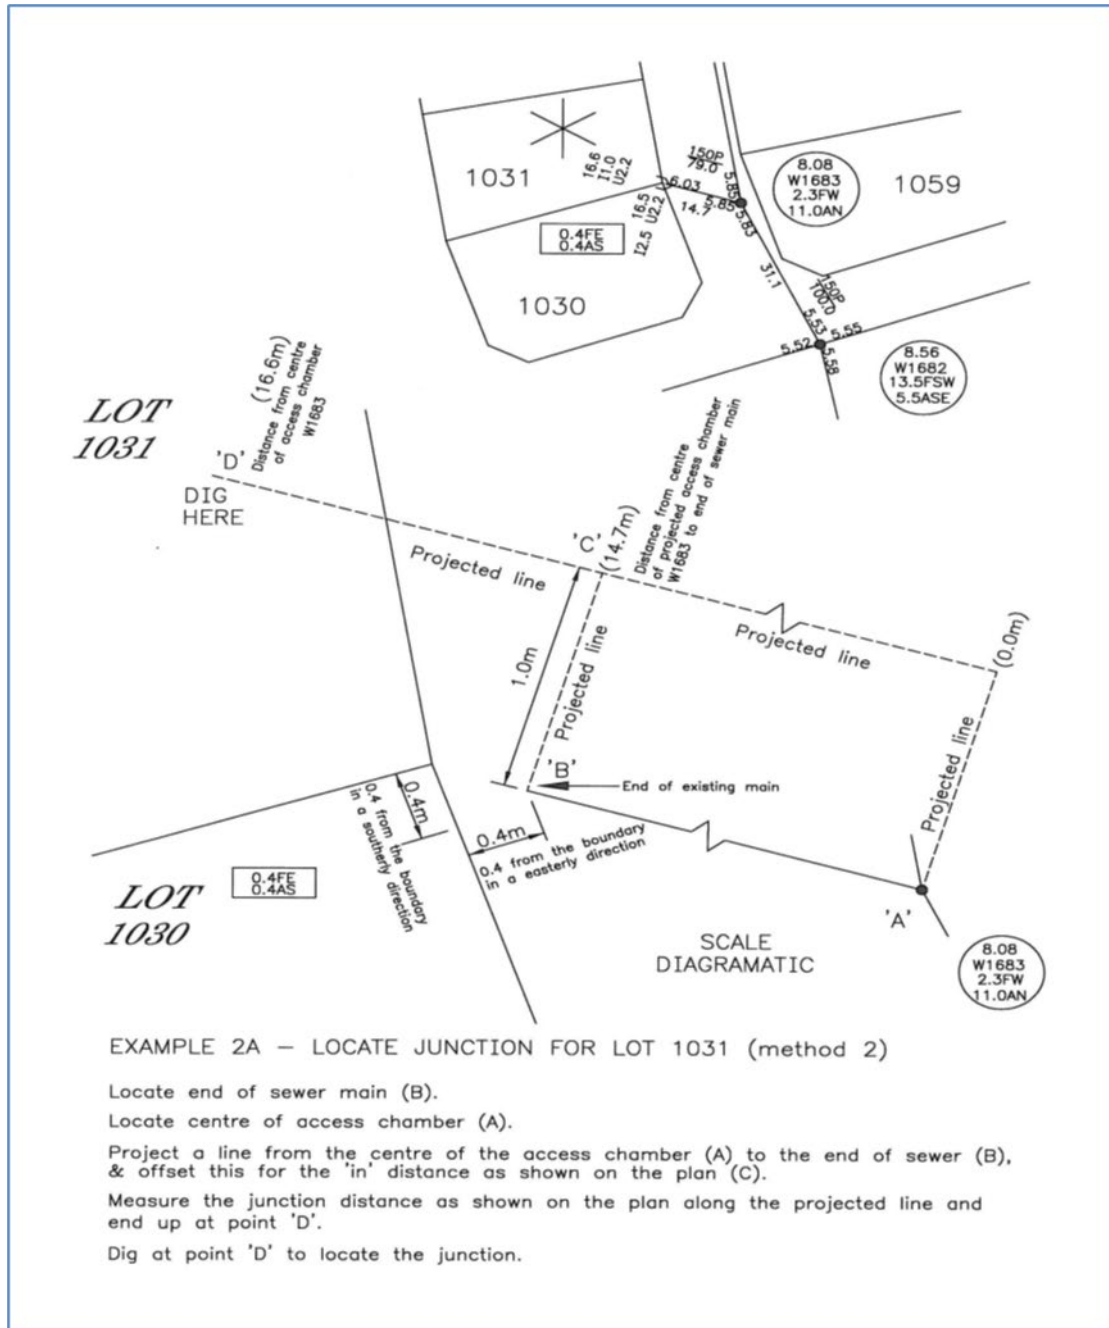 1031
16.6
I1.0
U2.2
150P
79.0
6.03
5.85
5.85
14.7
5.83
8.08
W1683
2.3FW
11.0AN
1059
16.5
U2.2
I2.5
0.4FE
0.4AS
1030
31.1
150P
100.0
5.53
5.55
5.52
5.58
8.56
W1682
13.5FSW
5.5ASE
LOT
1031
(16.6m)
Distance from centre
of access chamber
W1683
'D'
DIG
HERE
Projected line
'C'
(14.7m)
Distance from centre
of projected access chamber
W1683 to end of sewer main
Projected line
(0.0m)
1.0m
Projected line
Projected line
'B'
End of existing main
0.4m
0.4 from the boundary
in a southerly direction
0.4m
0.4 from the boundary
in a easterly direction
0.4FE
0.4AS
LOT
1030
'A'
SCALE
DIAGRAMATIC
8.08
W1683
2.3FW
11.0AN
EXAMPLE 2A – LOCATE JUNCTION FOR LOT 1031 (method 2)
Locate end of sewer main (B).
Locate centre of access chamber (A).
Project a line from the centre of the access chamber (A) to the end of sewer (B),
& offset this for the 'in' distance as shown on the plan (C).
Measure the junction distance as shown on the plan along the projected line and
end up at point 'D'.
Dig at point 'D' to locate the junction.